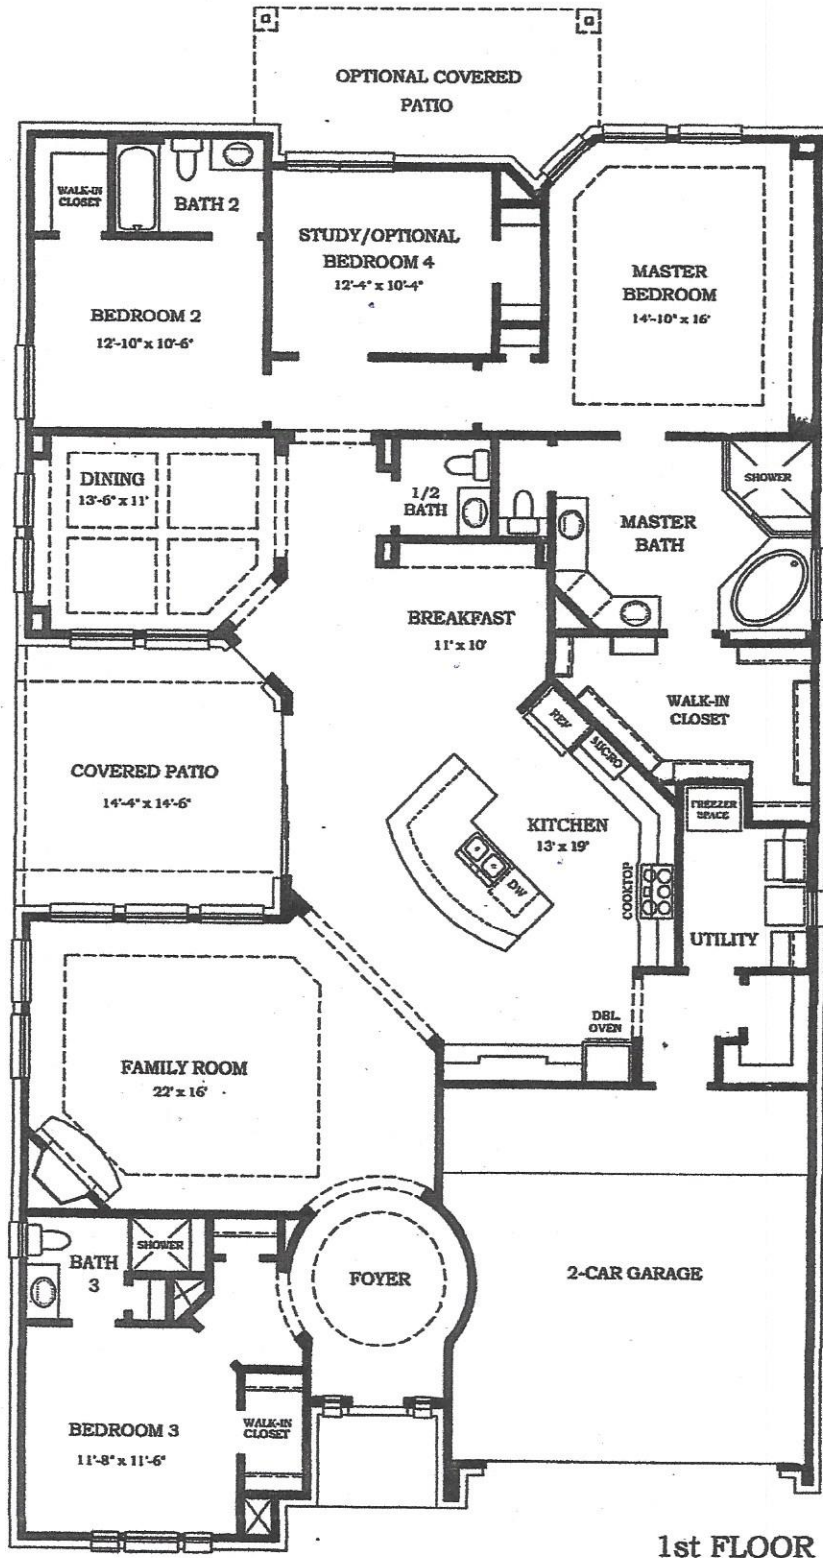 OPTIONAL COVERED
PATIO
WALK-IN
CLOSET
BATH 2
STUDY/OPTIONAL
BEDROOM 4
12'-4" x 10'-4"
MASTER
BEDROOM
14'-10" x 16'
BEDROOM 2
12'-10" x 10'-6"
DINING
13'-6" x 11'
1/2
BATH
MASTER
BATH
SHOWER
BREAKFAST
11' x 10'
WALK-IN
CLOSET
REF
MICRO
COVERED PATIO
14'-4" x 14'-6"
FREEZER
SPACE
KITCHEN
13' x 19'
DW
COOKTOP
UTILITY
DBL.
OVEN
FAMILY ROOM
22' x 16'
BATH
3
SHOWER
FOYER
2-CAR GARAGE
BEDROOM 3
11'-8" x 11'-6"
WALK-IN
CLOSET
1st FLOOR